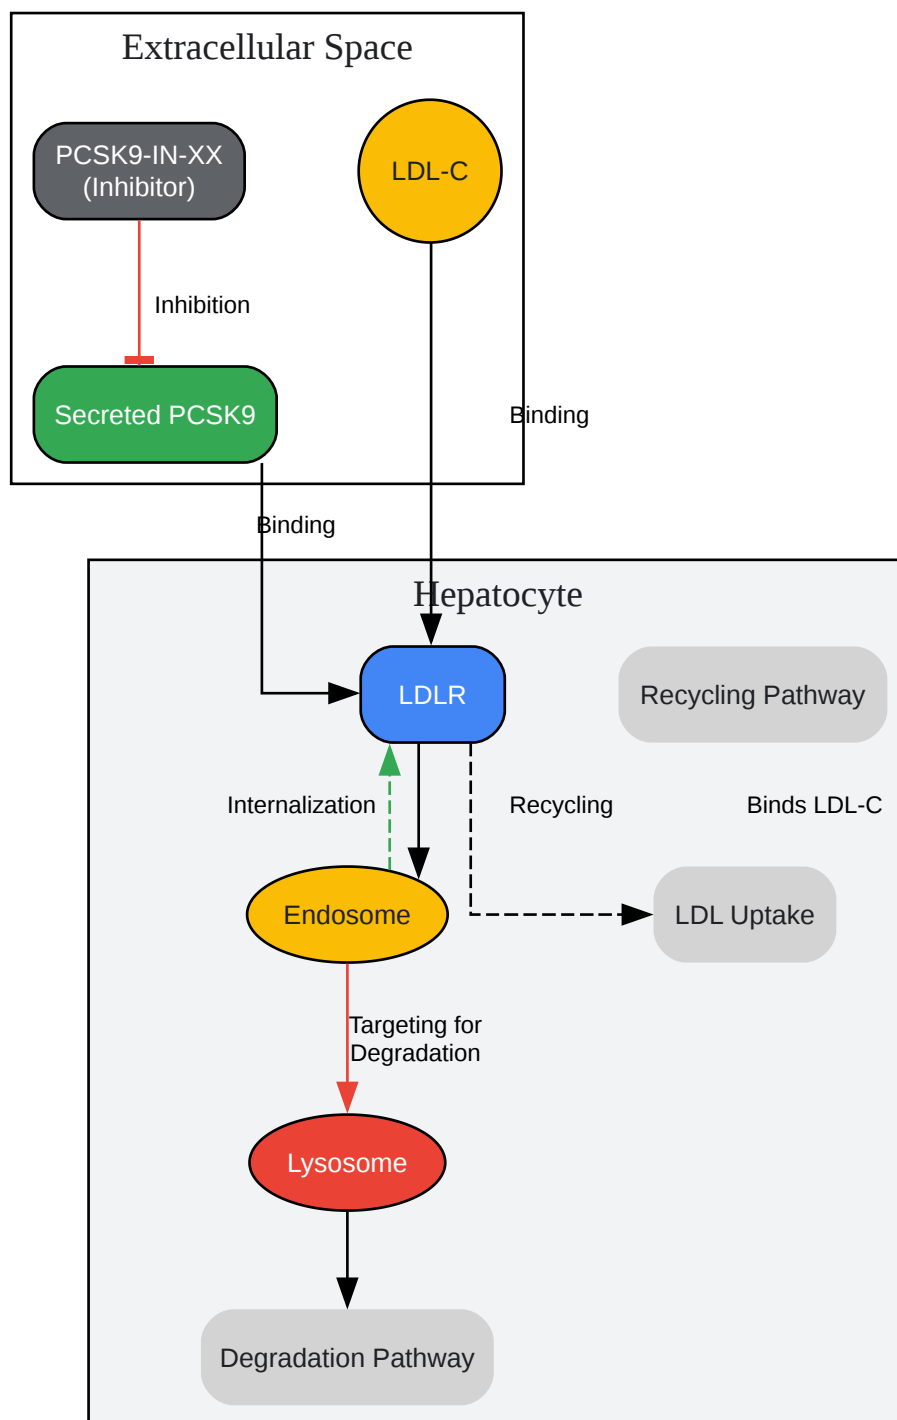 Extracellular Space
PCSK9-IN-XX
(Inhibitor)
LDL-C
Inhibition
Secreted PCSK9
Binding
Binding
Hepatocyte
LDLR
Recycling Pathway
Internalization
Recycling
Binds LDL-C
Endosome
LDL Uptake
Targeting for
Degradation
Lysosome
Degradation Pathway